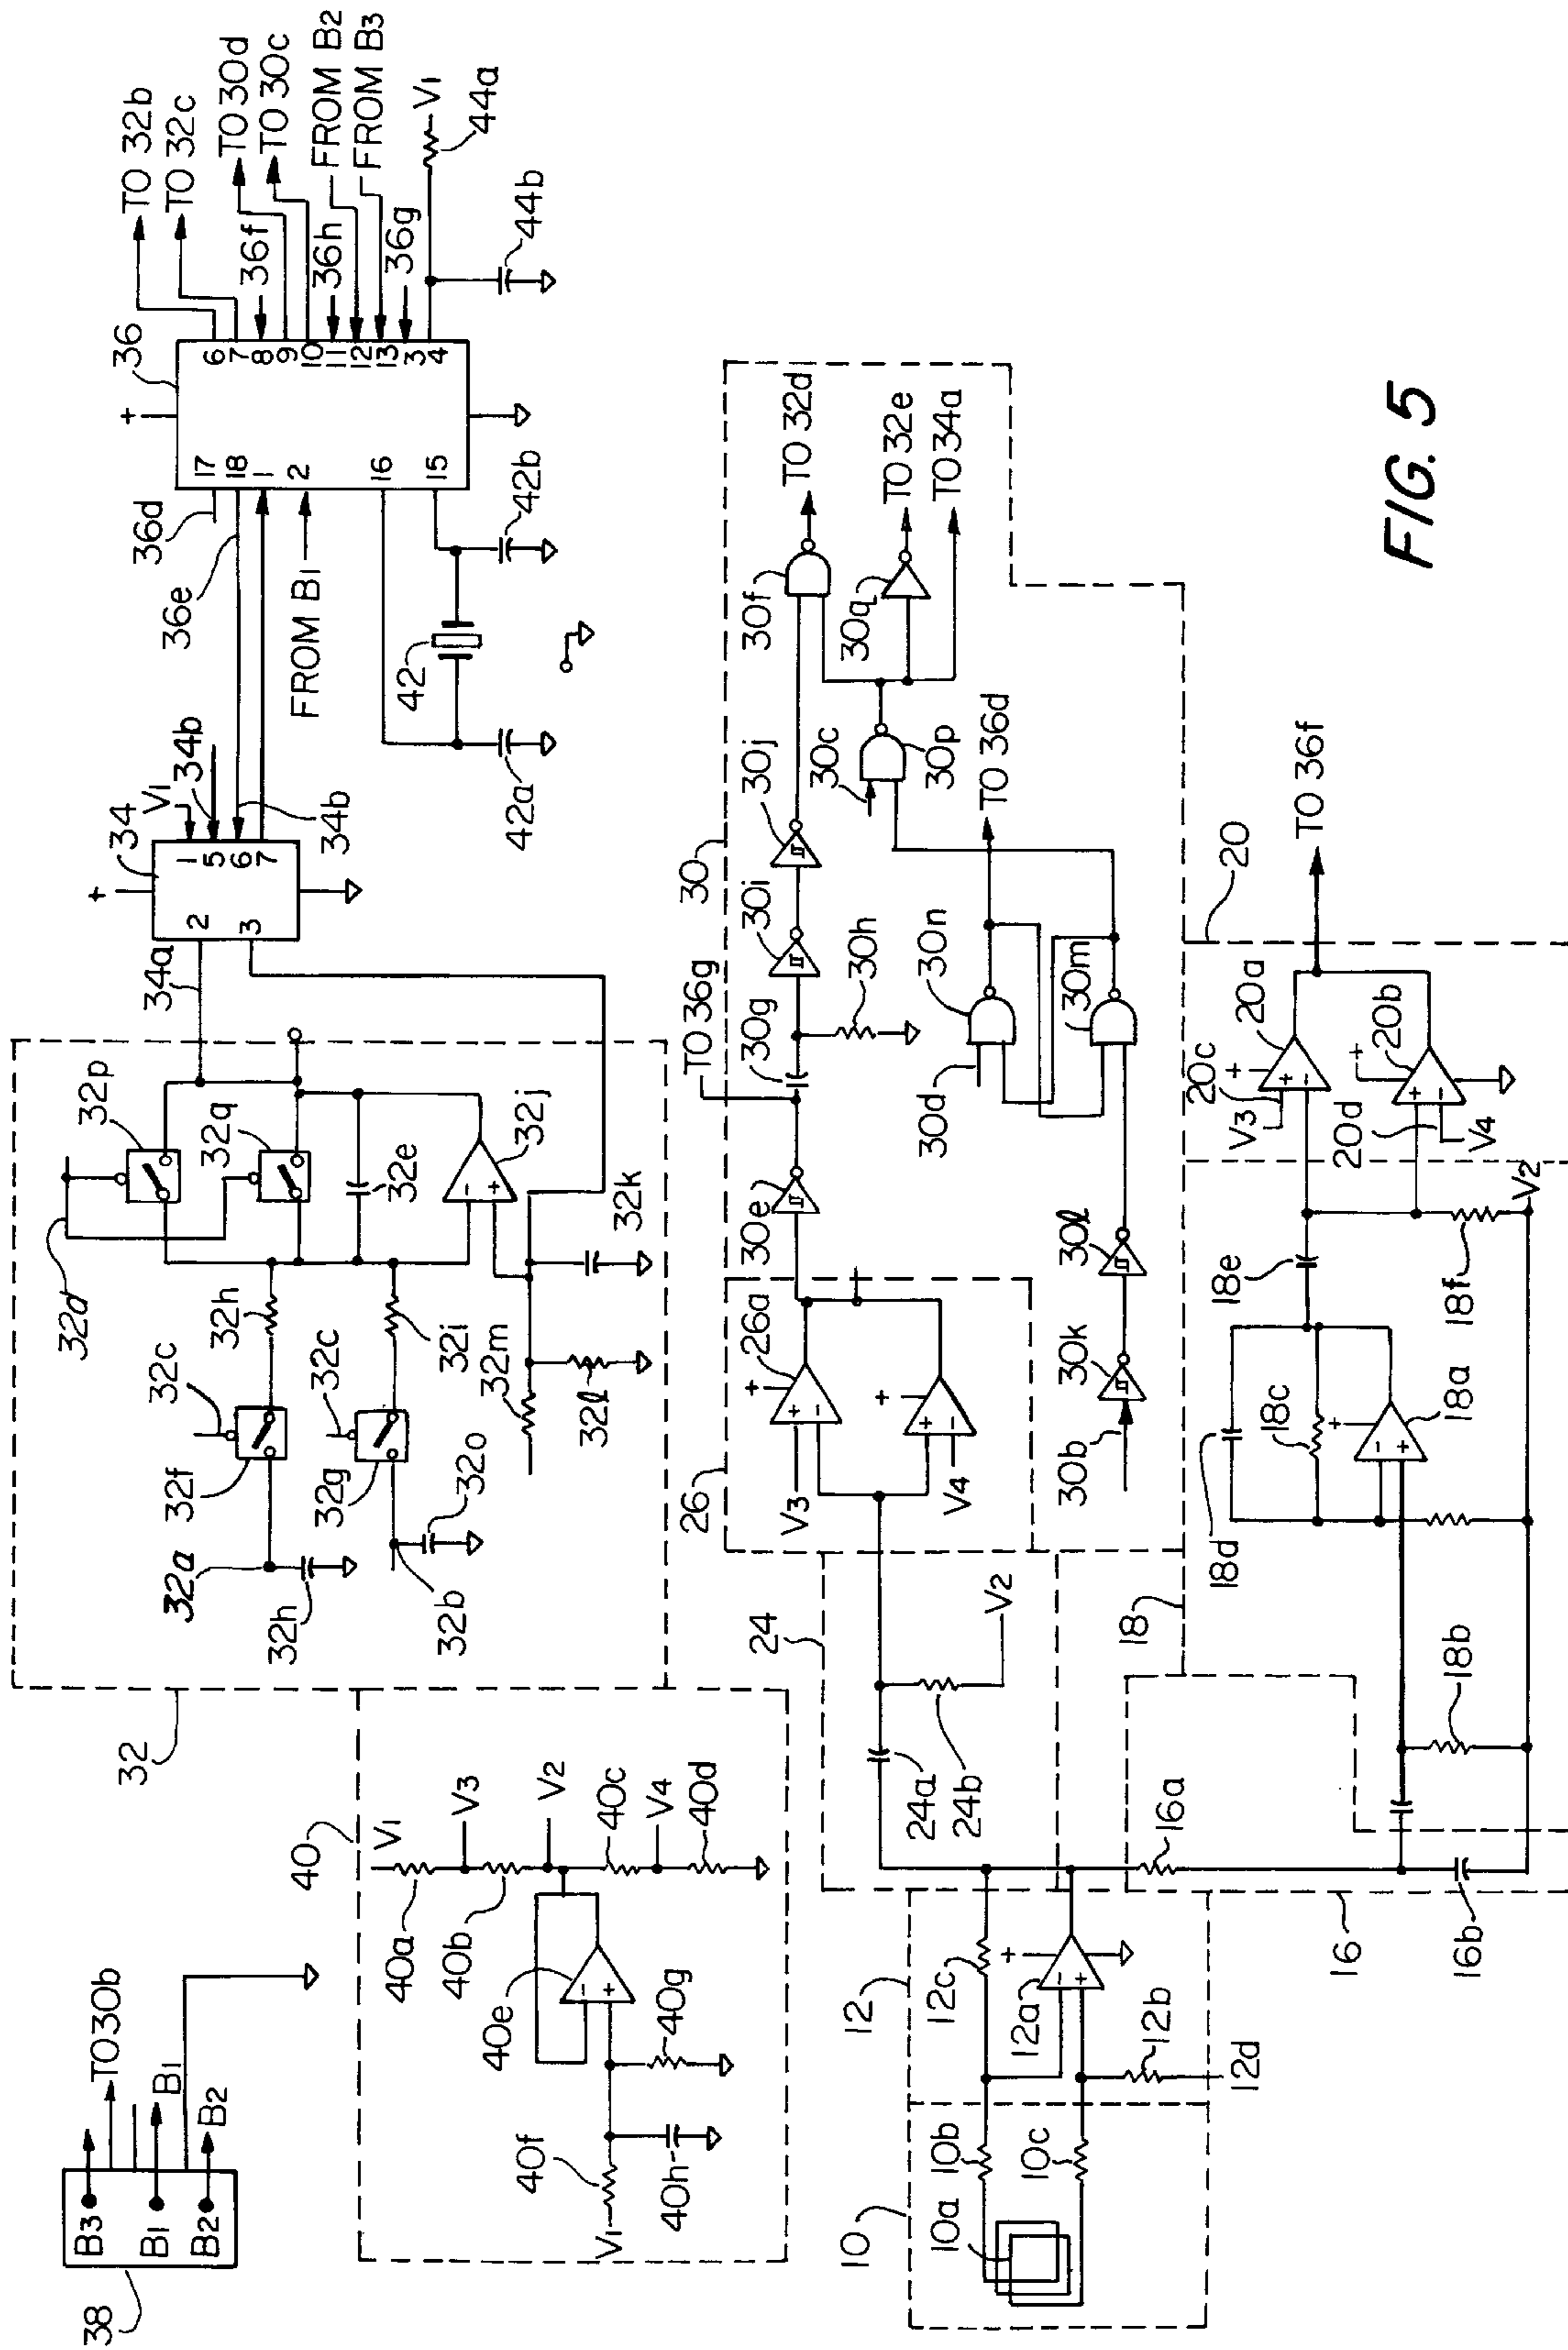 38
B3
B1
B2
TO30b
B1
B2
32
32a
32h
32b
32o
32f
32c
32g
32c
32h
32i
32m
32l
32d
32p
32q
32e
32j
32k
34a
2
3
+
34
V1
34b
1
5
6
7
34b
36d
36e
FROM B1
17
18
1
2
16
15
+
36
6
7
8
9
10
11
12
13
3
4
TO 32b
TO 32c
36f
TO 30d
TO 30c
36h
FROM B2
FROM B3
36g
V1
44a
44b
42
42a
42b
40
V1
V3
V2
V4
40a
40b
40c
40d
40e
40f
40g
40h
V1
+
-
10
10a
10b
10c
12
12a
12b
12c
12d
+
-
+
24
24a
24b
V2
26
26a
V3
V4
+
+
-
+
+
-
30
30e
TO 36g
30g
30h
30i
30j
30f
TO 32d
30q
TO 32e
TO34a
30c
30p
TO 36d
30d
30n
30m
30b
30k
30l
16
16a
16b
18
18a
18b
18c
18d
18e
18f
V2
+
-
+
20
20a
20b
20c
20d
V3
V4
+
+
-
+
+
-
TO 36f
FIG. 5